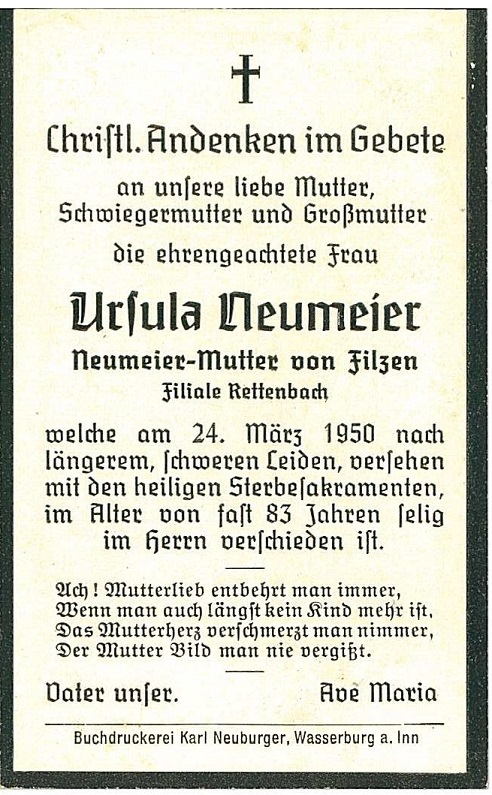 Christl. Andenken im Gebete
an unsere liebe Mutter,
Schwiegermutter und Großmutter
die ehrengeachtete Frau
Ursula Neumeier
Neumeier-Mutter von Filzen
Filiale Rettenbach
welche am 24. März 1950 nach
längerem, schweren Leiden, versehen
mit den heiligen Sterbesakramenten,
im Alter von fast 83 Jahren selig
im Herrn verschieden ist.
Ach! Mutterlieb entbehrt man immer,
Wenn man auch längst kein Kind mehr ist,
Das Mutterherz verschmerzt man nimmer,
Der Mutter Bild man nie vergißt.
Vater unser. Ave Maria
Buchdruckerei Karl Neuburger, Wasserburg a. Inn